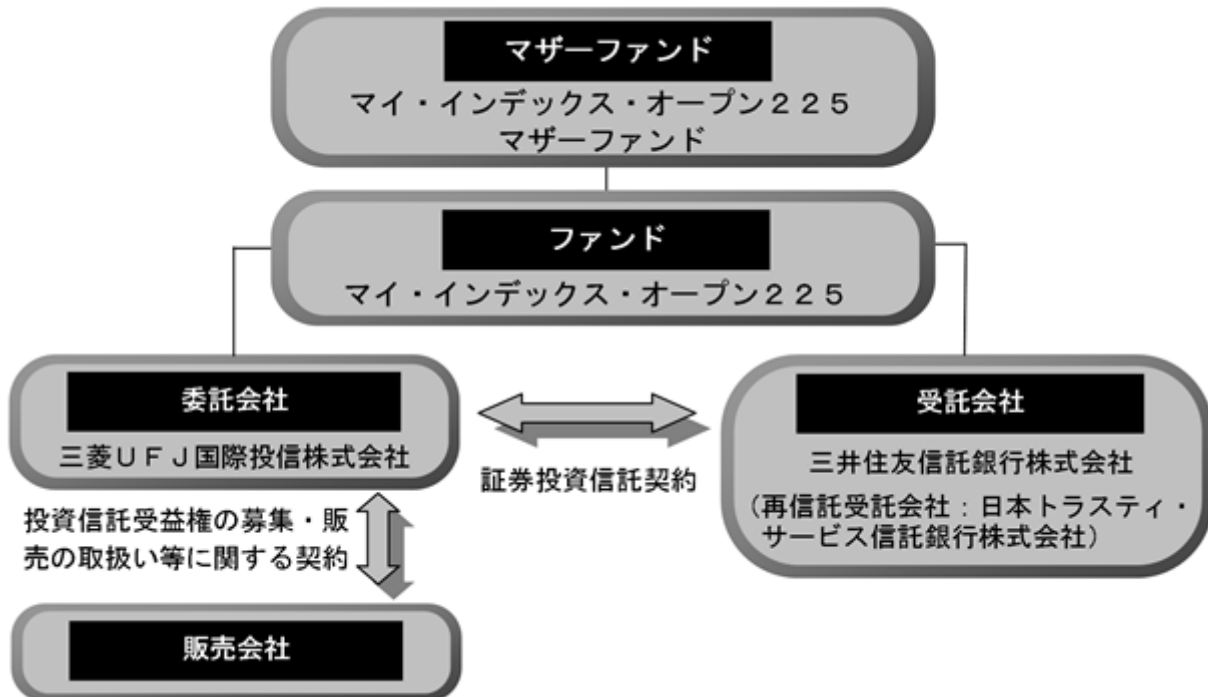 マザーファンド
マイ・インデックス・オープン２２５
マザーファンド
ファンド
マイ・インデックス・オープン２２５
委託会社
三菱ＵＦＪ国際投信株式会社
証券投資信託契約
受託会社
三井住友信託銀行株式会社
（再信託受託会社：日本トラスティ・
サービス信託銀行株式会社）
投資信託受益権の募集・販
売の取扱い等に関する契約
販売会社